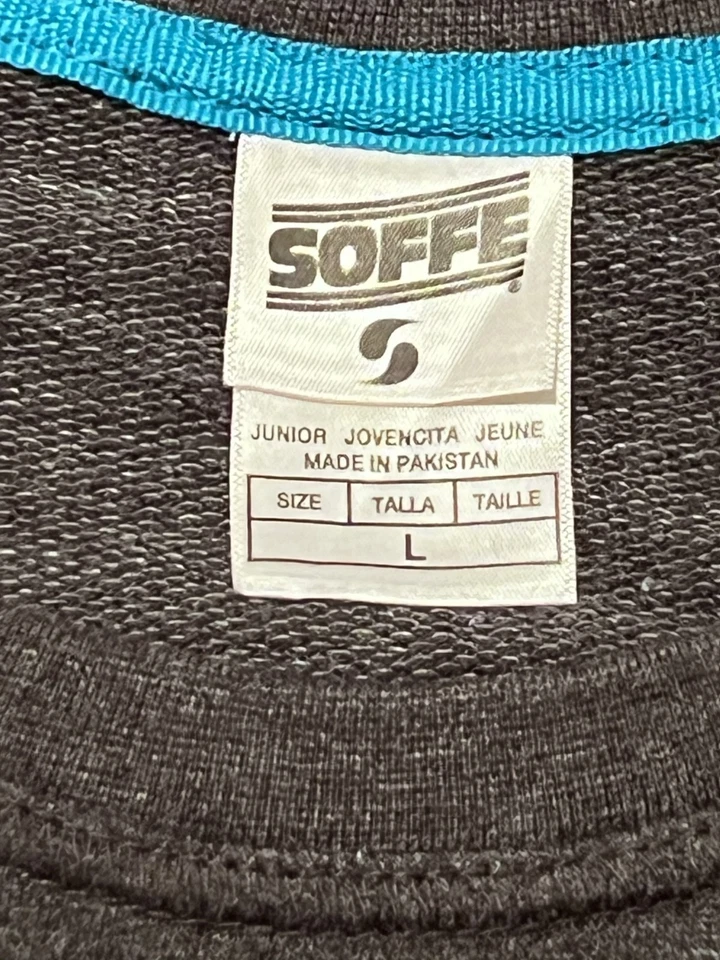 SOFFE®
JUNIOR JOVENCITA JEUNE
MADE IN PAKISTAN
SIZE TALLA TAILLE
L